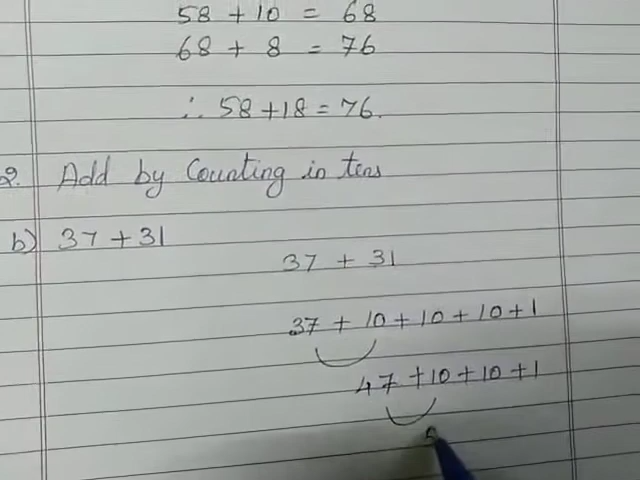 58 + 10 = 68
68 + 8 = 76
∴ 58 + 18 = 76.
2. Add by Counting in tens
b) 37 + 31
37 + 31
37 + 10 + 10 + 10 + 1
47 + 10 + 10 + 1
5